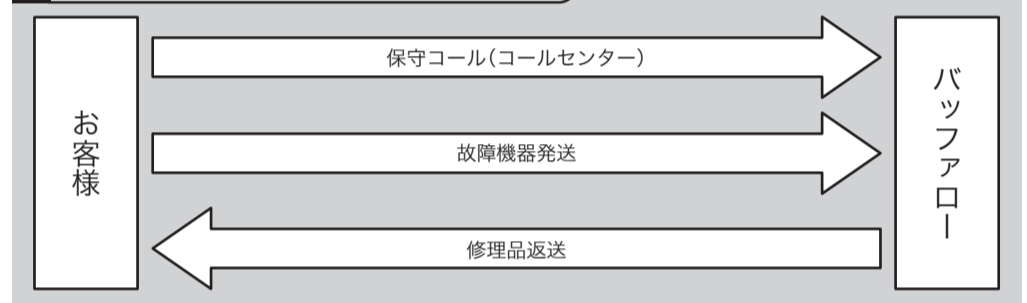 お客様
保守コール（コールセンター）
故障機器発送
修理品返送
バッファロー